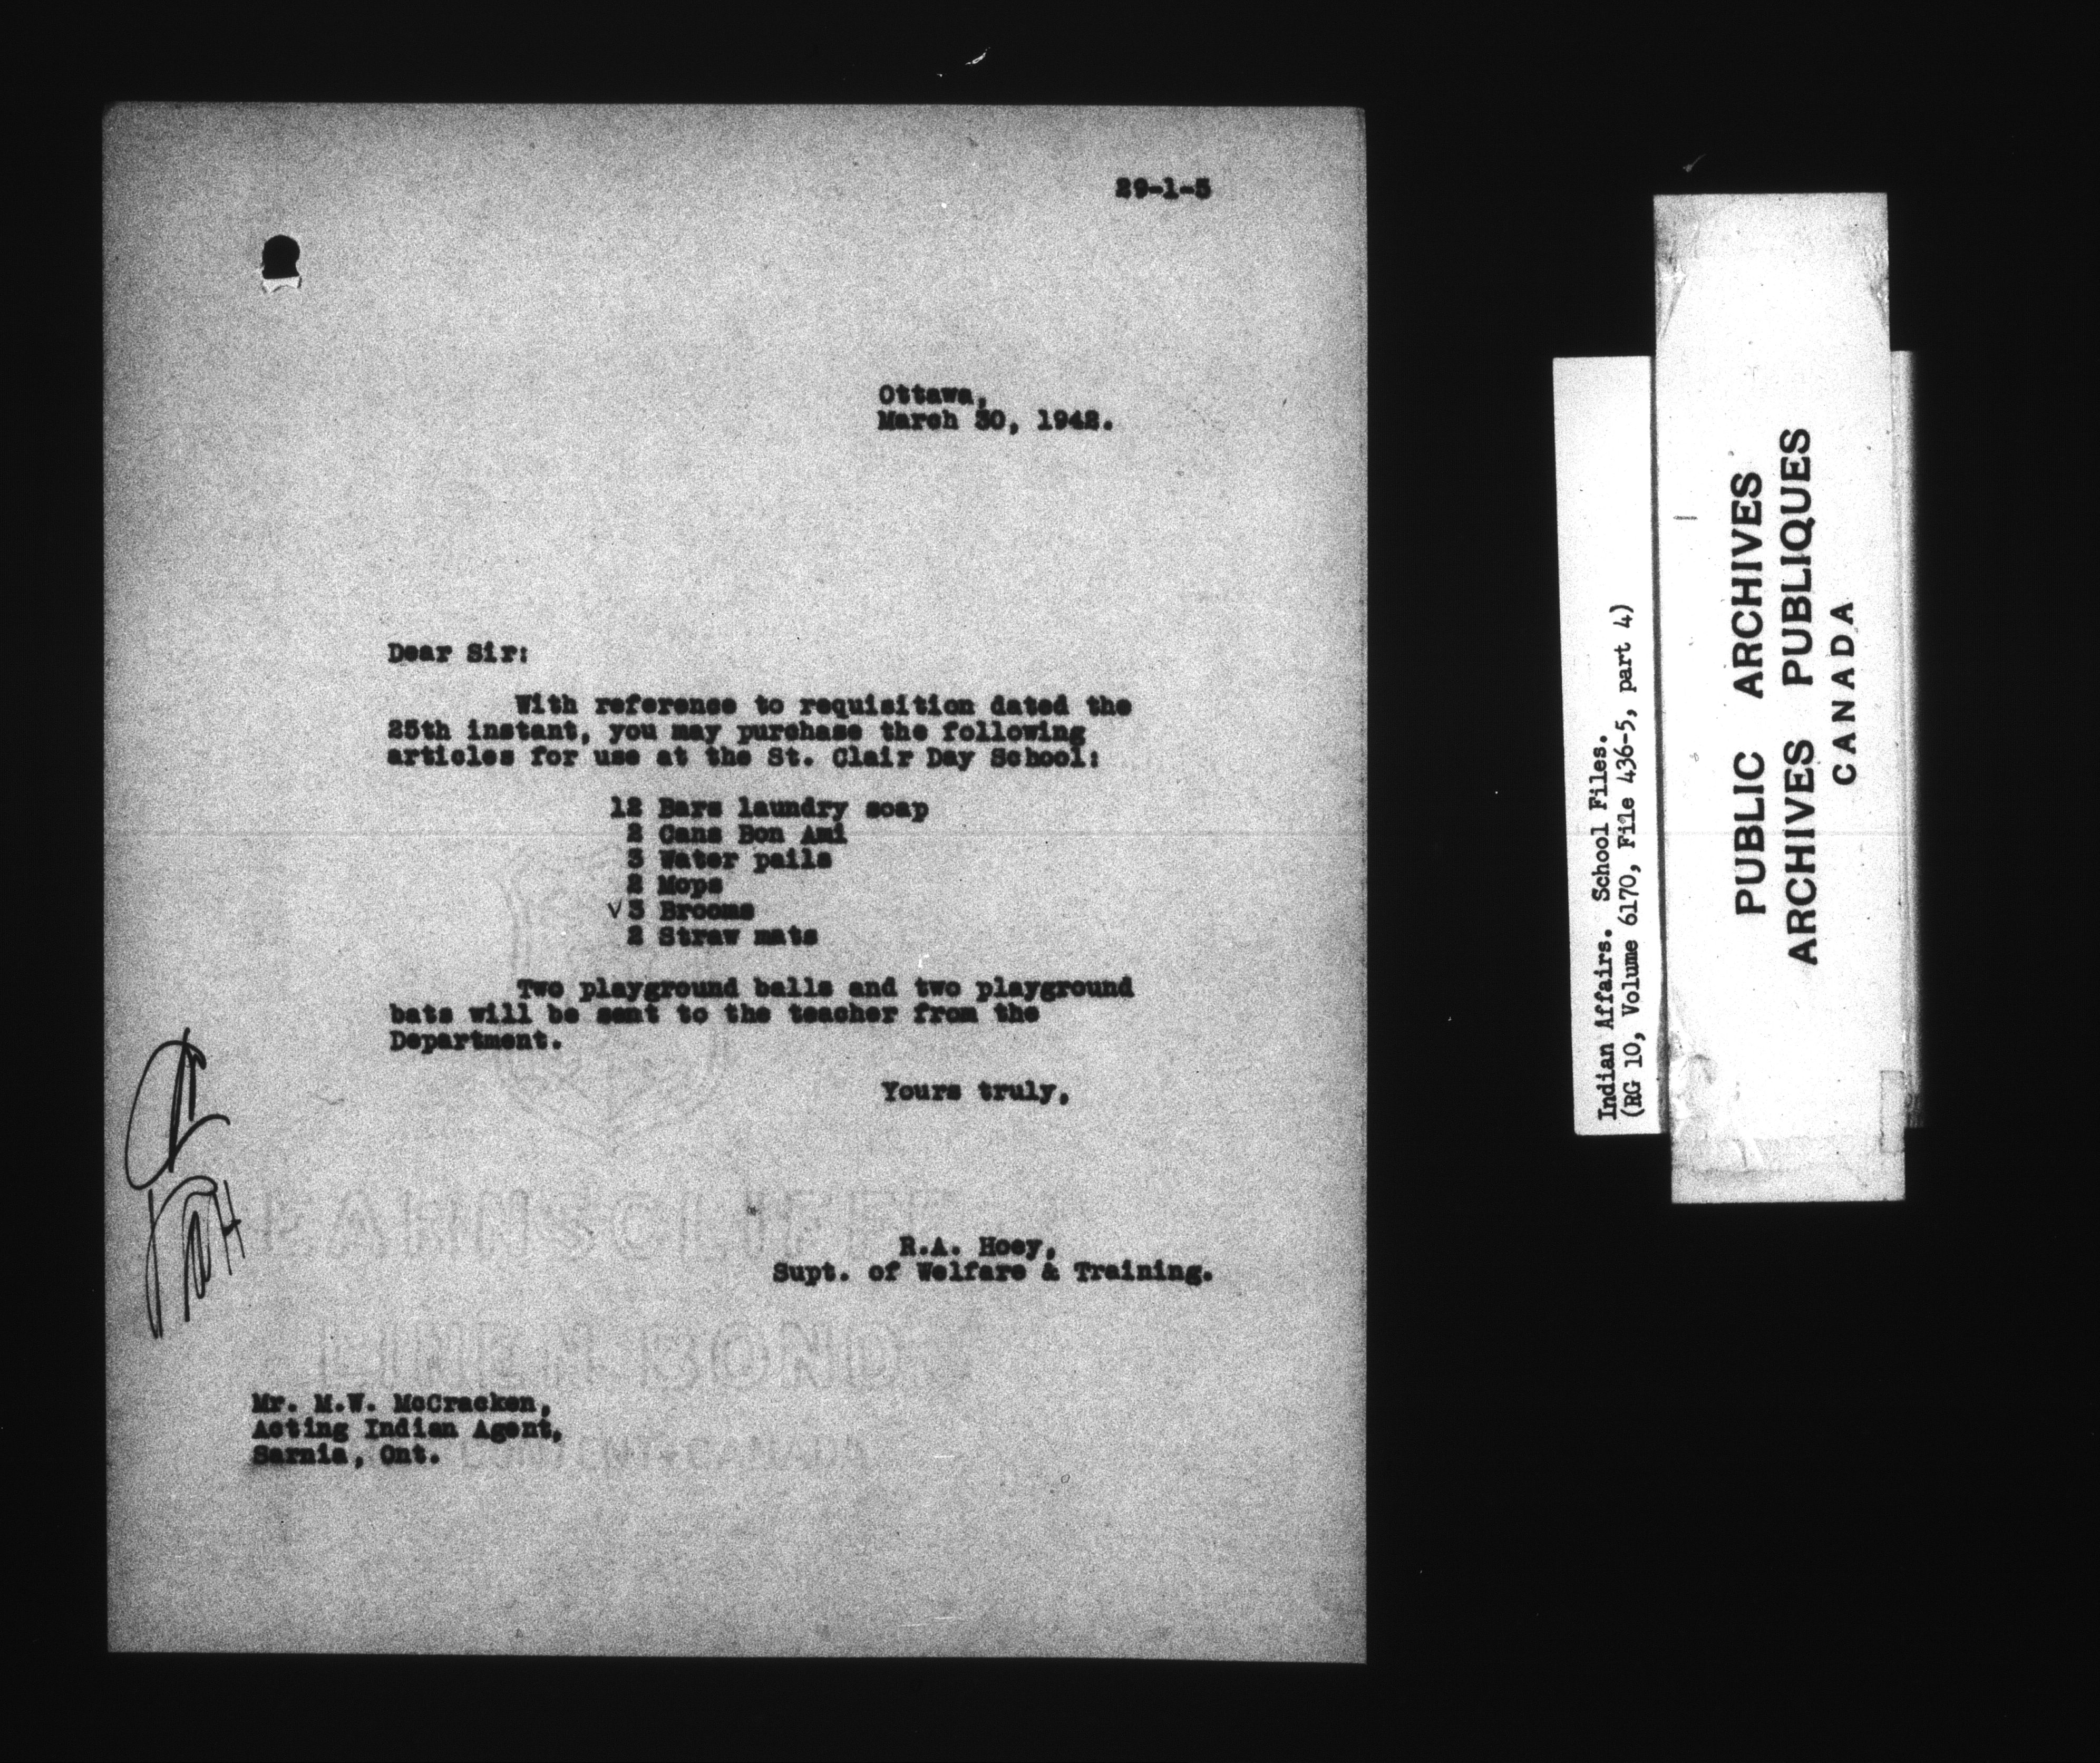 29-1-5
Ottawa,
March 30, 1942.
Dear Sir:
With reference to requisition dated the
25th instant, you may purchase the following
articles for use at the St. Clair Day School:
12 Bars laundry soap
2 Cans Bon Ami
3 Water pails
2 Mops
√ 3 Brooms
2 Straw mats
Two playground balls and two playground
bats will be sent to the teacher from the
Department.
Yours truly,
R.A. Hoey,
Supt. of Welfare & Training.
EARNSCLIFFE
LINEN BOND
CONTENT-CANADA
Mr. M.W. McCracken,
Acting Indian Agent,
Sarnia, Ont.
Indian Affairs. School Files.
(RG 10, Volume 6170, File 436-5, part 4)
PUBLIC ARCHIVES
ARCHIVES PUBLIQUES
CANADA